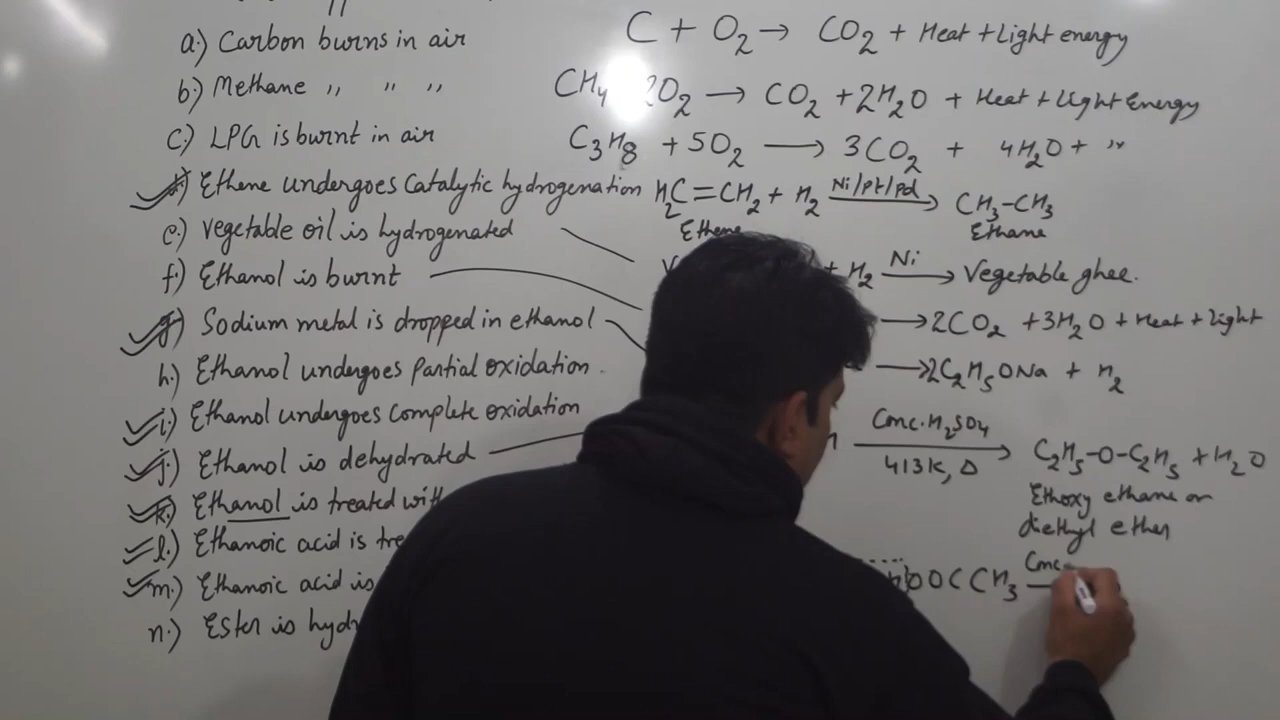 a.) Carbon burns in air C + O2 → CO2 + Heat + Light energy
b.) Methane ,, ,, ,, CH4 2O2 → CO2 + 2H2O + Heat + Light Energy
c.) LPG is burnt in air C3H8 + 5O2 → 3CO2 + 4H2O + ,,
Ethene undergoes Catalytic hydrogenation H2C=CH2 + H2 Ni/Pt/Pd → CH3-CH3
Ethene Ethane
e.) Vegetable oil is hydrogenated + H2 Ni → Vegetable ghee.
f.) Ethanol is burnt → 2CO2 + 3H2O + Heat + Light
g.) Sodium metal is dropped in ethanol → 2C2H5ONa + H2
h.) Ethanol undergoes Partial oxidation.
i.) Ethanol undergoes Complete oxidation Conc. H2SO4
j.) Ethanol is dehydrated 413K, Δ → C2H5-O-C2H5 + H2O
k.) Ethanol is treated with Ethoxy ethane or
diethyl ether
l.) Ethanoic acid is
m.) Ethanoic acid is OOCCH3 Conc
n.) Ester is